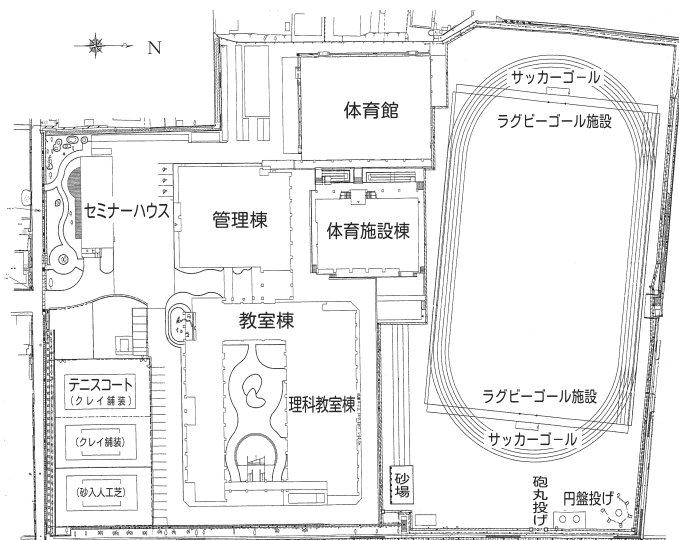 N
サッカーゴール
ラグビーゴール施設
体育館
セミナーハウス
管理棟
体育施設棟
教室棟
理科教室棟
テニスコート
(クレイ舗装)
(クレイ舗装)
(砂入人工芝)
ラグビーゴール施設
サッカーゴール
砂場
砲丸投げ
円盤投げ